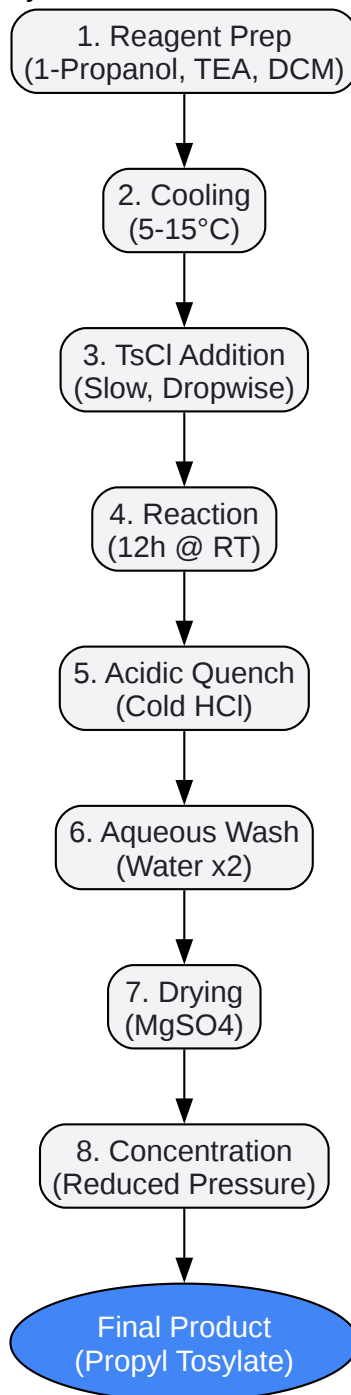 1. Reagent Prep
(1-Propanol, TEA, DCM)
2. Cooling
(5-15°C)
3. TsCl Addition
(Slow, Dropwise)
4. Reaction
(12h @ RT)
5. Acidic Quench
(Cold HCl)
6. Aqueous Wash
(Water x2)
7. Drying
(MgSO4)
8. Concentration
(Reduced Pressure)
Final Product
(Propyl Tosylate)